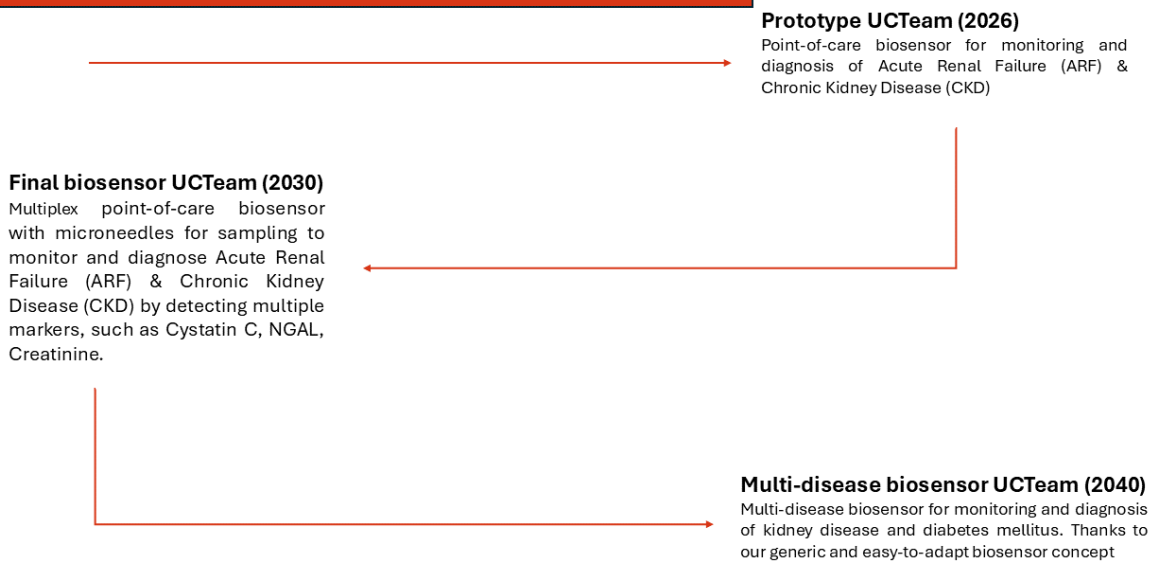 Prototype UCTeam (2026)
Point-of-care biosensor for monitoring and
diagnosis of Acute Renal Failure (ARF) &
Chronic Kidney Disease (CKD)
Final biosensor UCTeam (2030)
Multiplex point-of-care biosensor
with microneedles for sampling to
monitor and diagnose Acute Renal
Failure (ARF) & Chronic Kidney
Disease (CKD) by detecting multiple
markers, such as Cystatin C, NGAL,
Creatinine.
Multi-disease biosensor UCTeam (2040)
Multi-disease biosensor for monitoring and diagnosis
of kidney disease and diabetes mellitus. Thanks to
our generic and easy-to-adapt biosensor concept